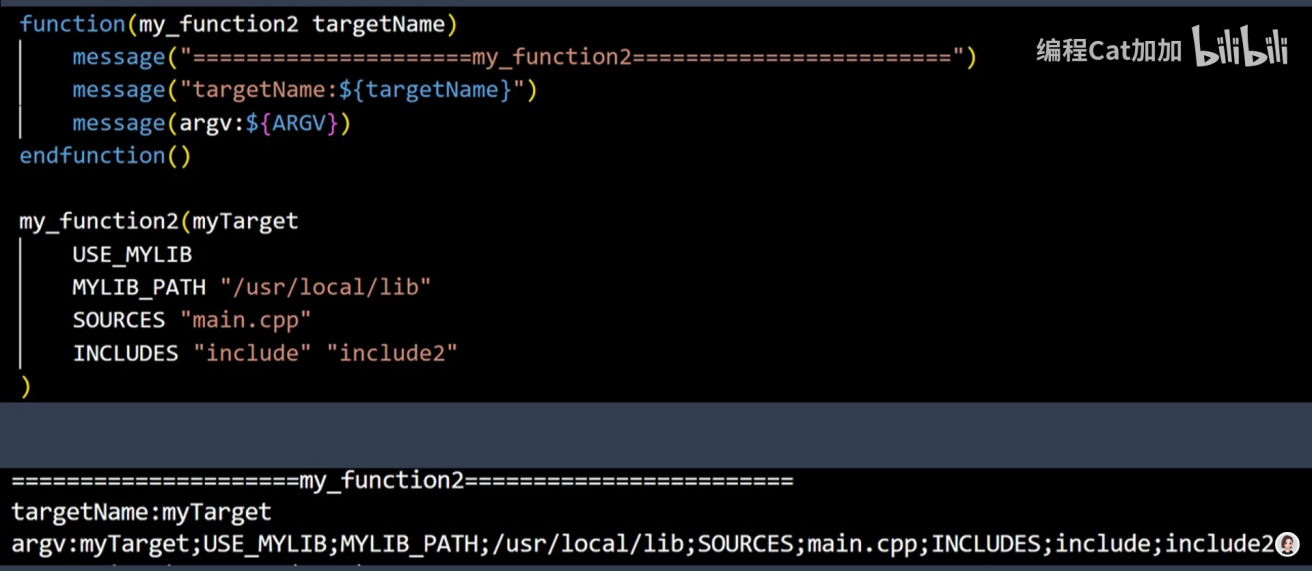 function(my_function2 targetName)
编程Cat加加 bilibili
    message("=====================my_function2========================")
    message("targetName:${targetName}")
    message(argv:${ARGV})
endfunction()
my_function2(myTarget
    USE_MYLIB
    MYLIB_PATH "/usr/local/lib"
    SOURCES "main.cpp"
    INCLUDES "include" "include2"
)
=====================my_function2========================
targetName:myTarget
argv:myTarget;USE_MYLIB;MYLIB_PATH;/usr/local/lib;SOURCES;main.cpp;INCLUDES;include;include2